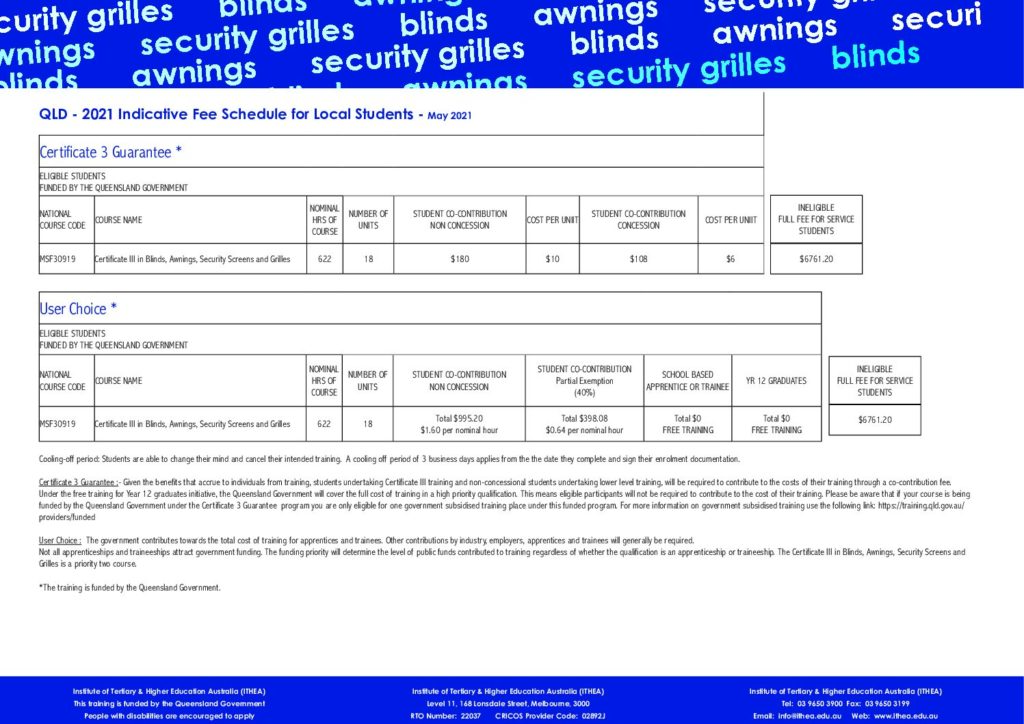 curity grilles blinds awnings security grilles
wnings security grilles blinds awnings securi
blinds awnings security grilles blinds awnings
awnings security grilles blinds
QLD - 2021 Indicative Fee Schedule for Local Students - May 2021
Certificate 3 Guarantee *
ELIGIBLE STUDENTS
FUNDED BY THE QUEENSLAND GOVERNMENT
NATIONAL COURSE CODE COURSE NAME NOMINAL HRS OF COURSE NUMBER OF UNITS STUDENT CO-CONTRIBUTION NON CONCESSION COST PER UNIIT STUDENT CO-CONTRIBUTION CONCESSION COST PER UNIIT INELIGIBLE FULL FEE FOR SERVICE STUDENTS
MSF30919 Certificate III in Blinds, Awnings, Security Screens and Grilles 622 18 $180 $10 $108 $6 $6761.20
User Choice *
ELIGIBLE STUDENTS
FUNDED BY THE QUEENSLAND GOVERNMENT
NATIONAL COURSE CODE COURSE NAME NOMINAL HRS OF COURSE NUMBER OF UNITS STUDENT CO-CONTRIBUTION NON CONCESSION STUDENT CO-CONTRIBUTION Partial Exemption (40%) SCHOOL BASED APPRENTICE OR TRAINEE YR 12 GRADUATES INELIGIBLE FULL FEE FOR SERVICE STUDENTS
MSF30919 Certificate III in Blinds, Awnings, Security Screens and Grilles 622 18 Total $995.20 $1.60 per nominal hour Total $398.08 $0.64 per nominal hour Total $0 FREE TRAINING Total $0 FREE TRAINING $6761.20
Cooling-off period: Students are able to change their mind and cancel their intended training. A cooling off period of 3 business days applies from the the date they complete and sign their enrolment documentation.
Certificate 3 Guarantee :- Given the benefits that accrue to individuals from training, students undertaking Certificate III training and non-concessional students undertaking lower level training, will be required to contribute to the costs of their training through a co-contribution fee.
Under the free training for Year 12 graduates initiative, the Queensland Government will cover the full cost of training in a high priority qualification. This means eligible participants will not be required to contribute to the cost of their training. Please be aware that if your course is being
funded by the Queensland Government under the Certificate 3 Guarantee program you are only eligible for one government subsidised training place under this funded program. For more information on government subsidised training use the following link: https://training.qld.gov.au/
providers/funded
User Choice : The government contributes towards the total cost of training for apprentices and trainees. Other contributions by industry, employers, apprentices and trainees will generally be required.
Not all apprenticeships and traineeships attract government funding. The funding priority will determine the level of public funds contributed to training regardless of whether the qualification is an apprenticeship or traineeship. The Certificate III in Blinds, Awnings, Security Screens and
Grilles is a priority two course.
*The training is funded by the Queensland Government.
Institute of Tertiary & Higher Education Australia (ITHEA)
This training is funded by the Queensland Government
People with disabilities are encouraged to apply
Institute of Tertiary & Higher Education Australia (ITHEA)
Level 11, 168 Lonsdale Street, Melbourne, 3000
RTO Number: 22037 CRICOS Provider Code: 02892J
Institute of Tertiary & Higher Education Australia (ITHEA)
Tel: 03 9650 3900 Fax: 03 9650 3199
Email: info@ithea.edu.au Web: www.ithea.edu.au